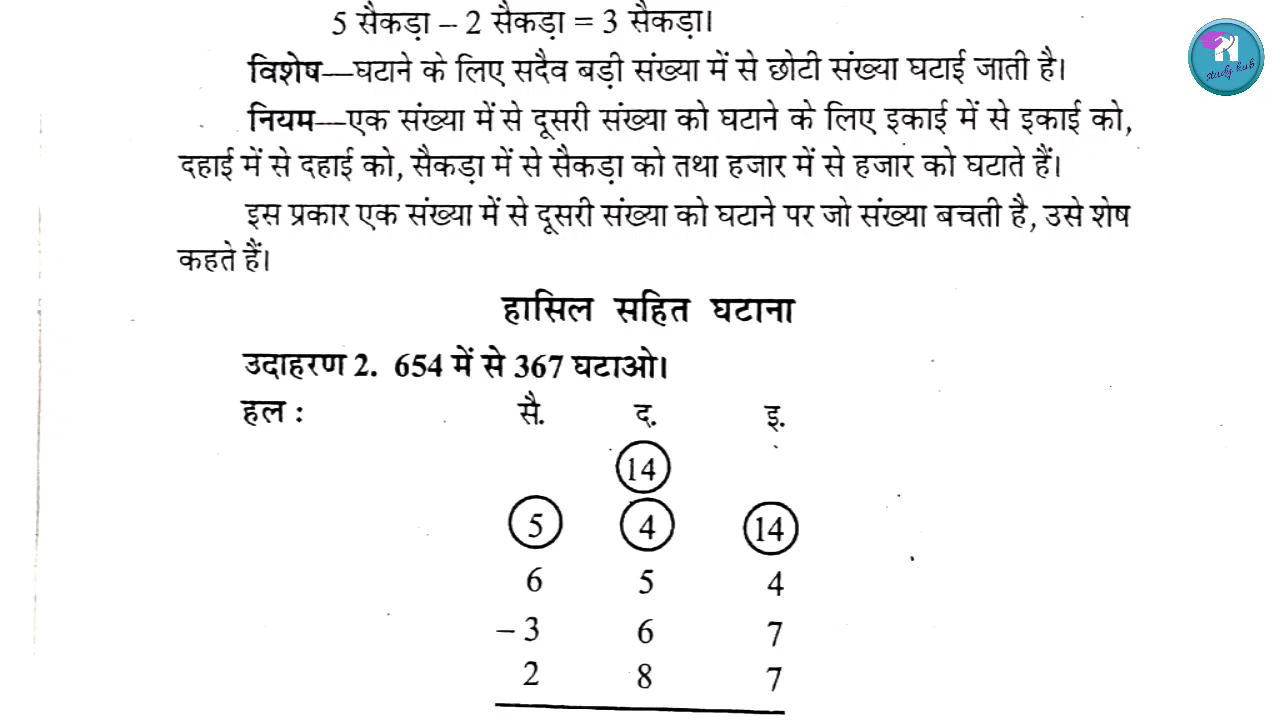 5 सैकड़ा – 2 सैकड़ा = 3 सैकड़ा।
विशेष—घटाने के लिए सदैव बड़ी संख्या में से छोटी संख्या घटाई जाती है।
नियम—एक संख्या में से दूसरी संख्या को घटाने के लिए इकाई में से इकाई को,
दहाई में से दहाई को, सैकड़ा में से सैकड़ा को तथा हजार में से हजार को घटाते हैं।
इस प्रकार एक संख्या में से दूसरी संख्या को घटाने पर जो संख्या बचती है, उसे शेष
कहते हैं।
हासिल सहित घटाना
उदाहरण 2. 654 में से 367 घटाओ।
हल : सै. द. इ.
14
5 4 14
6 5 4
– 3 6 7
2 8 7
study hub